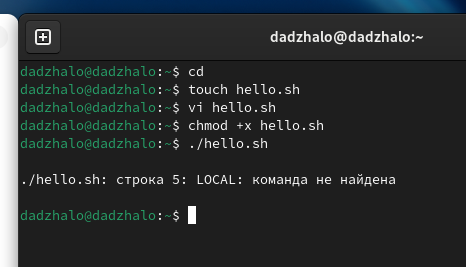 dadzhalo@dadzhalo:~
dadzhalo@dadzhalo:~$ cd
dadzhalo@dadzhalo:~$ touch hello.sh
dadzhalo@dadzhalo:~$ vi hello.sh
dadzhalo@dadzhalo:~$ chmod +x hello.sh
dadzhalo@dadzhalo:~$ ./hello.sh
./hello.sh: строка 5: LOCAL: команда не найдена
dadzhalo@dadzhalo:~$